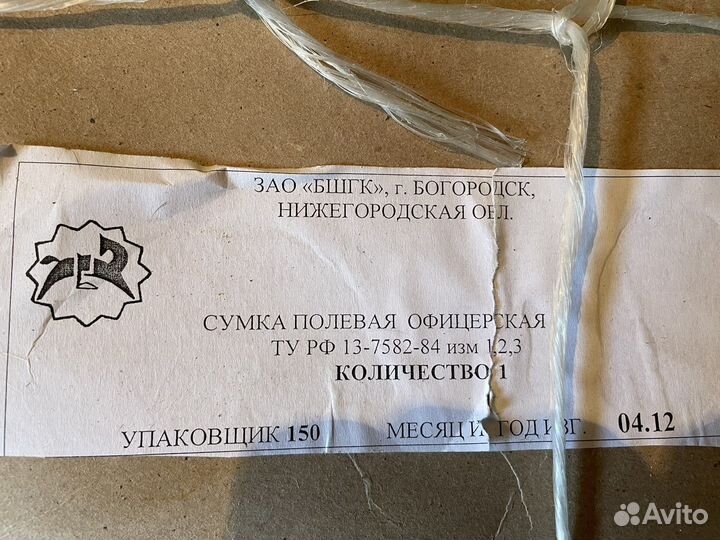 ЗАО «БШГК», г. БОГОРОДСК,
НИЖЕГОРОДСКАЯ ОБЛ.
СУМКА ПОЛЕВАЯ ОФИЦЕРСКАЯ
ТУ РФ 13-7582-84 изм 1,2,3
КОЛИЧЕСТВО 1
УПАКОВЩИК 150 МЕСЯЦ И ГОД ИЗГ. 04.12
Avito